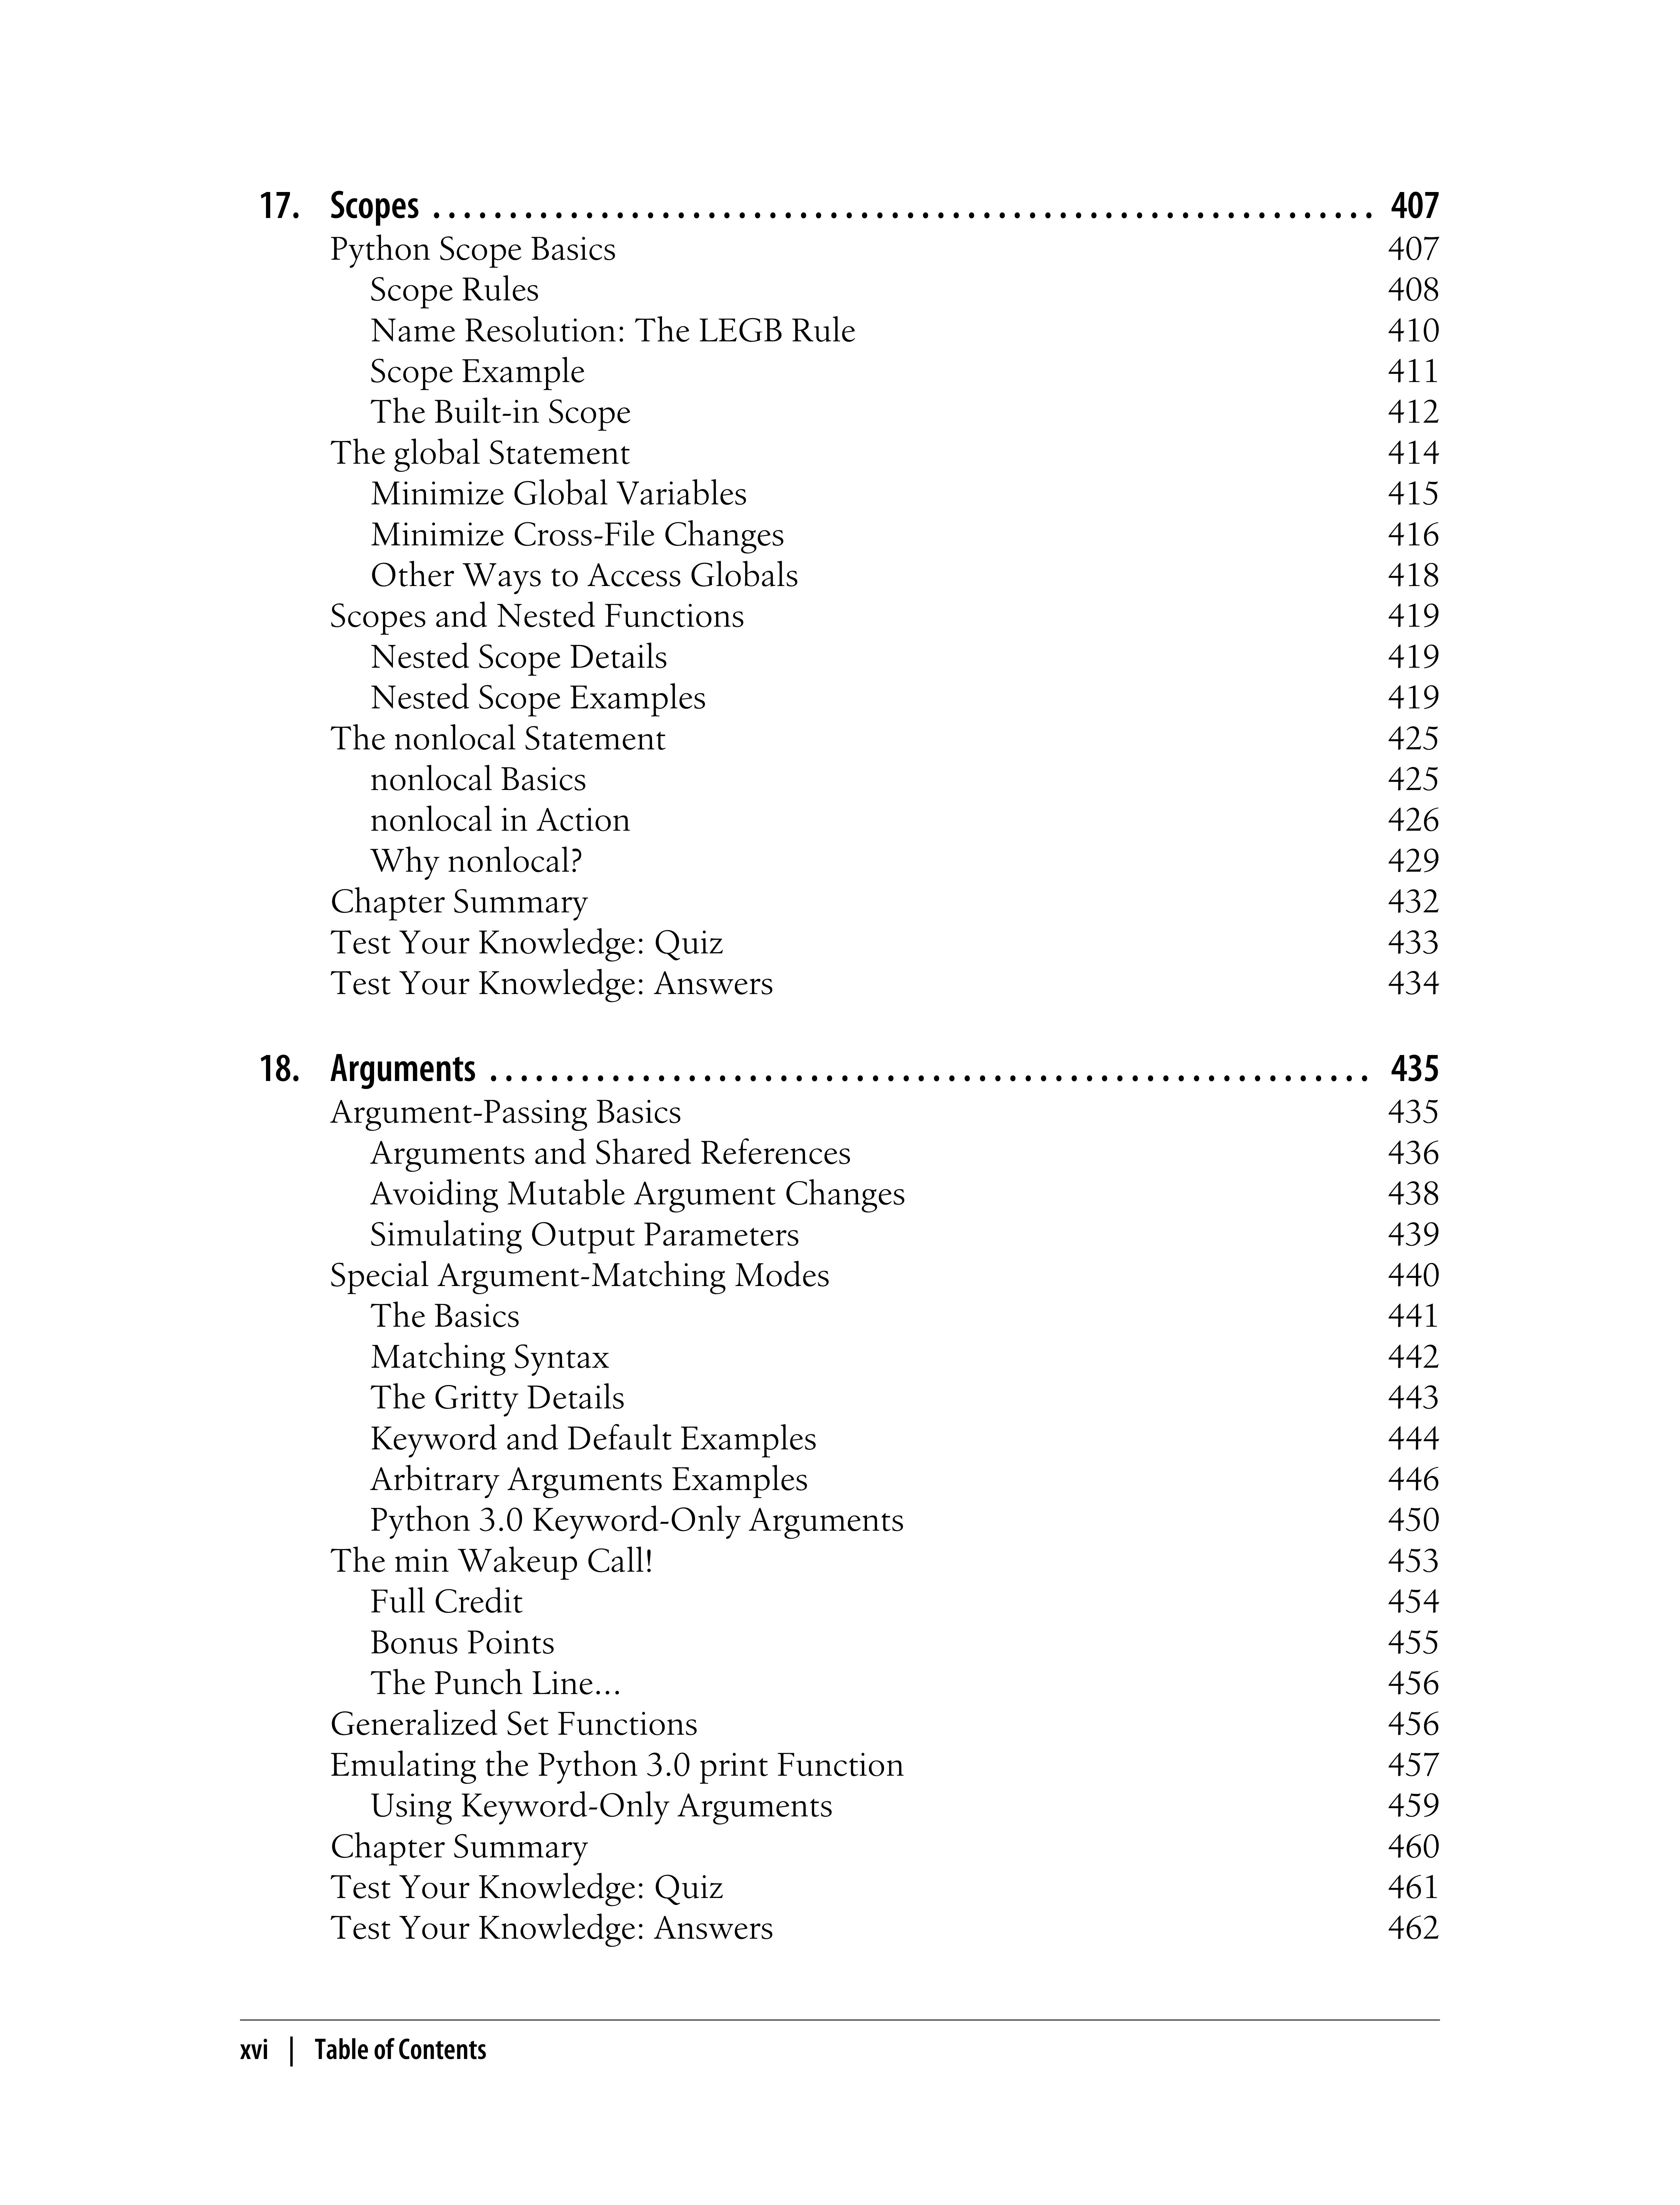 17. Scopes . . . . . . . . . . . . . . . . . . . . . . . . . . . . . . . . . . . . . . . . . . . . . . . . . . . . . . . . . . . . . . 407
Python Scope Basics 407
Scope Rules 408
Name Resolution: The LEGB Rule 410
Scope Example 411
The Built-in Scope 412
The global Statement 414
Minimize Global Variables 415
Minimize Cross-File Changes 416
Other Ways to Access Globals 418
Scopes and Nested Functions 419
Nested Scope Details 419
Nested Scope Examples 419
The nonlocal Statement 425
nonlocal Basics 425
nonlocal in Action 426
Why nonlocal? 429
Chapter Summary 432
Test Your Knowledge: Quiz 433
Test Your Knowledge: Answers 434
18. Arguments . . . . . . . . . . . . . . . . . . . . . . . . . . . . . . . . . . . . . . . . . . . . . . . . . . . . . . . . . . 435
Argument-Passing Basics 435
Arguments and Shared References 436
Avoiding Mutable Argument Changes 438
Simulating Output Parameters 439
Special Argument-Matching Modes 440
The Basics 441
Matching Syntax 442
The Gritty Details 443
Keyword and Default Examples 444
Arbitrary Arguments Examples 446
Python 3.0 Keyword-Only Arguments 450
The min Wakeup Call! 453
Full Credit 454
Bonus Points 455
The Punch Line... 456
Generalized Set Functions 456
Emulating the Python 3.0 print Function 457
Using Keyword-Only Arguments 459
Chapter Summary 460
Test Your Knowledge: Quiz 461
Test Your Knowledge: Answers 462
xvi | Table of Contents